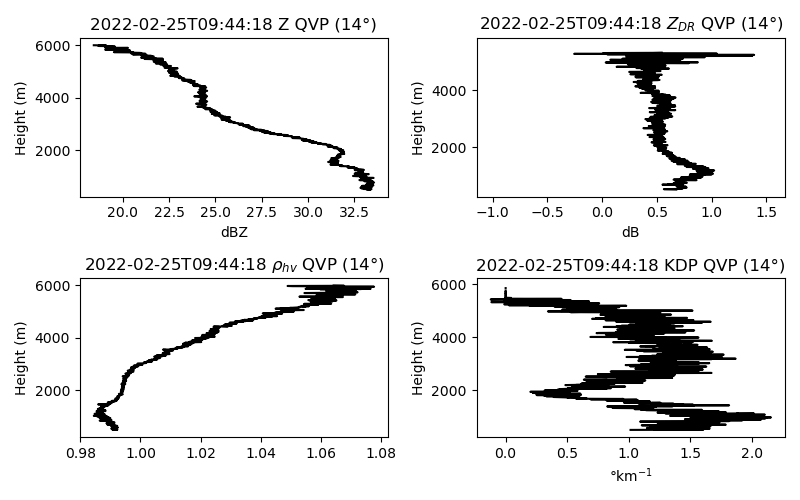 2022-02-25T09:44:18 Z QVP (14°)
Height (m)
6000
4000
2000
20.0 22.5 25.0 27.5 30.0 32.5
dBZ
2022-02-25T09:44:18 Z_DR QVP (14°)
Height (m)
4000
2000
−1.0 −0.5 0.0 0.5 1.0 1.5
dB
2022-02-25T09:44:18 ρ_hv QVP (14°)
Height (m)
6000
4000
2000
0.98 1.00 1.02 1.04 1.06 1.08
2022-02-25T09:44:18 KDP QVP (14°)
Height (m)
6000
4000
2000
0.0 0.5 1.0 1.5 2.0
°km⁻¹